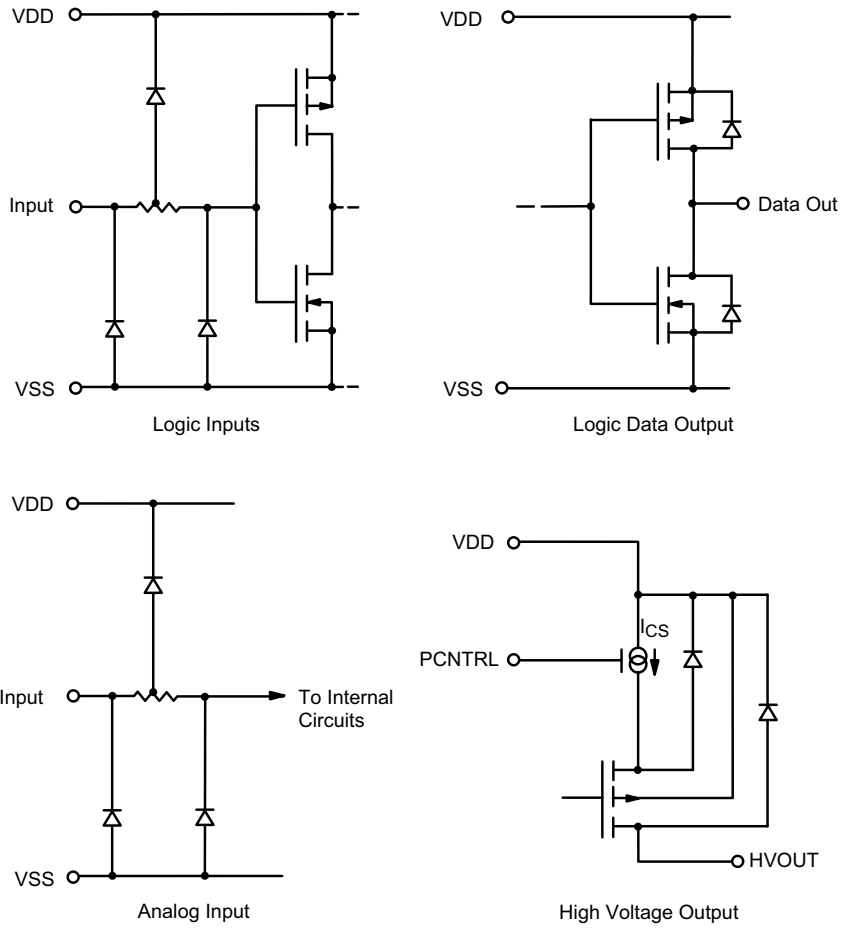 VDD
Input
VSS
Logic Inputs
VDD
Data Out
VSS
Logic Data Output
VDD
Input
To Internal
Circuits
VSS
Analog Input
VDD
ICS
PCNTRL
HVOUT
High Voltage Output